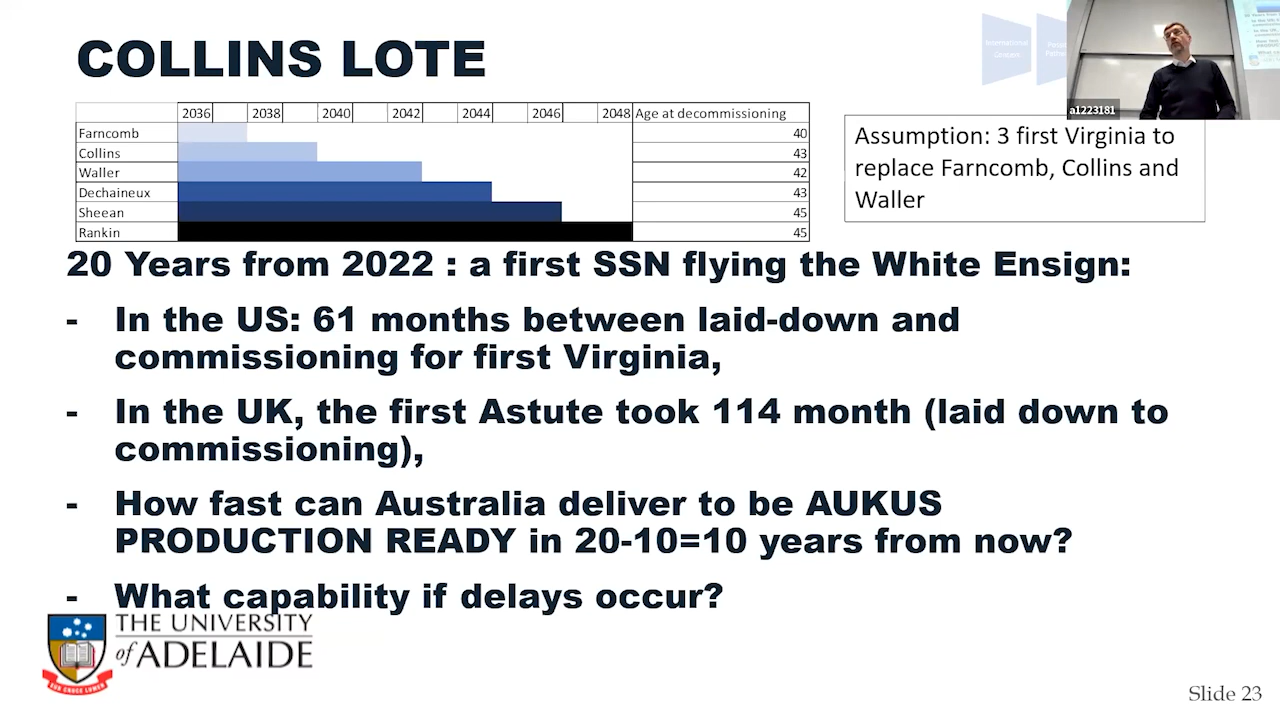 COLLINS LOTE
International
Context
a1223181
2036 2038 2040 2042 2044 2046 2048 Age at decommissioning
Farncomb 40
Collins 43
Waller 42
Dechaineux 43
Sheean 45
Rankin 45
Assumption: 3 first Virginia to
replace Farncomb, Collins and
Waller
20 Years from 2022 : a first SSN flying the White Ensign:
- In the US: 61 months between laid-down and
commissioning for first Virginia,
- In the UK, the first Astute took 114 month (laid down to
commissioning),
- How fast can Australia deliver to be AUKUS
PRODUCTION READY in 20-10=10 years from now?
- What capability if delays occur?
THE UNIVERSITY
of ADELAIDE
SUB CRUCE LUMEN
Slide 23